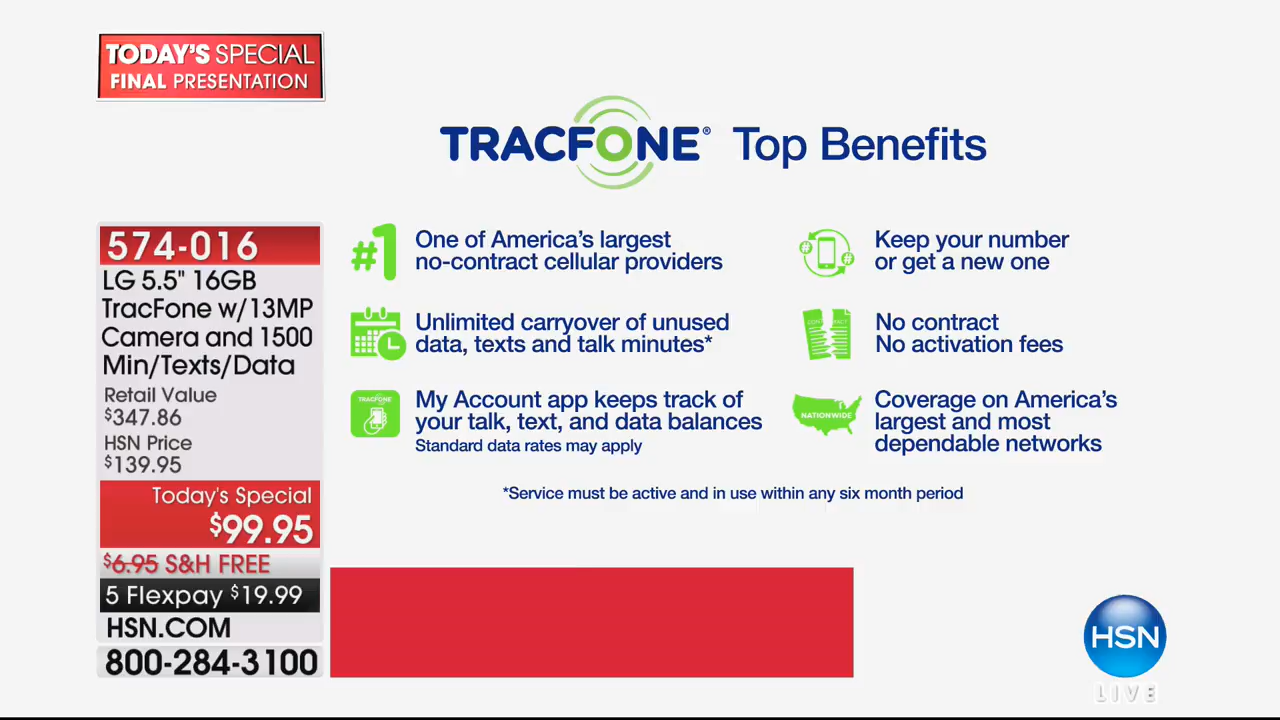 TODAY'S SPECIAL
FINAL PRESENTATION
TRACFONE® Top Benefits
574-016
LG 5.5" 16GB
TracFone w/13MP
Camera and 1500
Min/Texts/Data
Retail Value
$347.86
HSN Price
$139.95
Today's Special
$99.95
$6.95 S&H FREE
5 Flexpay $19.99
HSN.COM
800-284-3100
#1
One of America's largest
no-contract cellular providers
Unlimited carryover of unused
data, texts and talk minutes*
TRACFONE
My Account app keeps track of
your talk, text, and data balances
Standard data rates may apply
# #
Keep your number
or get a new one
CONTRACT
No contract
No activation fees
NATIONWIDE
Coverage on America's
largest and most
dependable networks
*Service must be active and in use within any six month period
HSN
LIVE